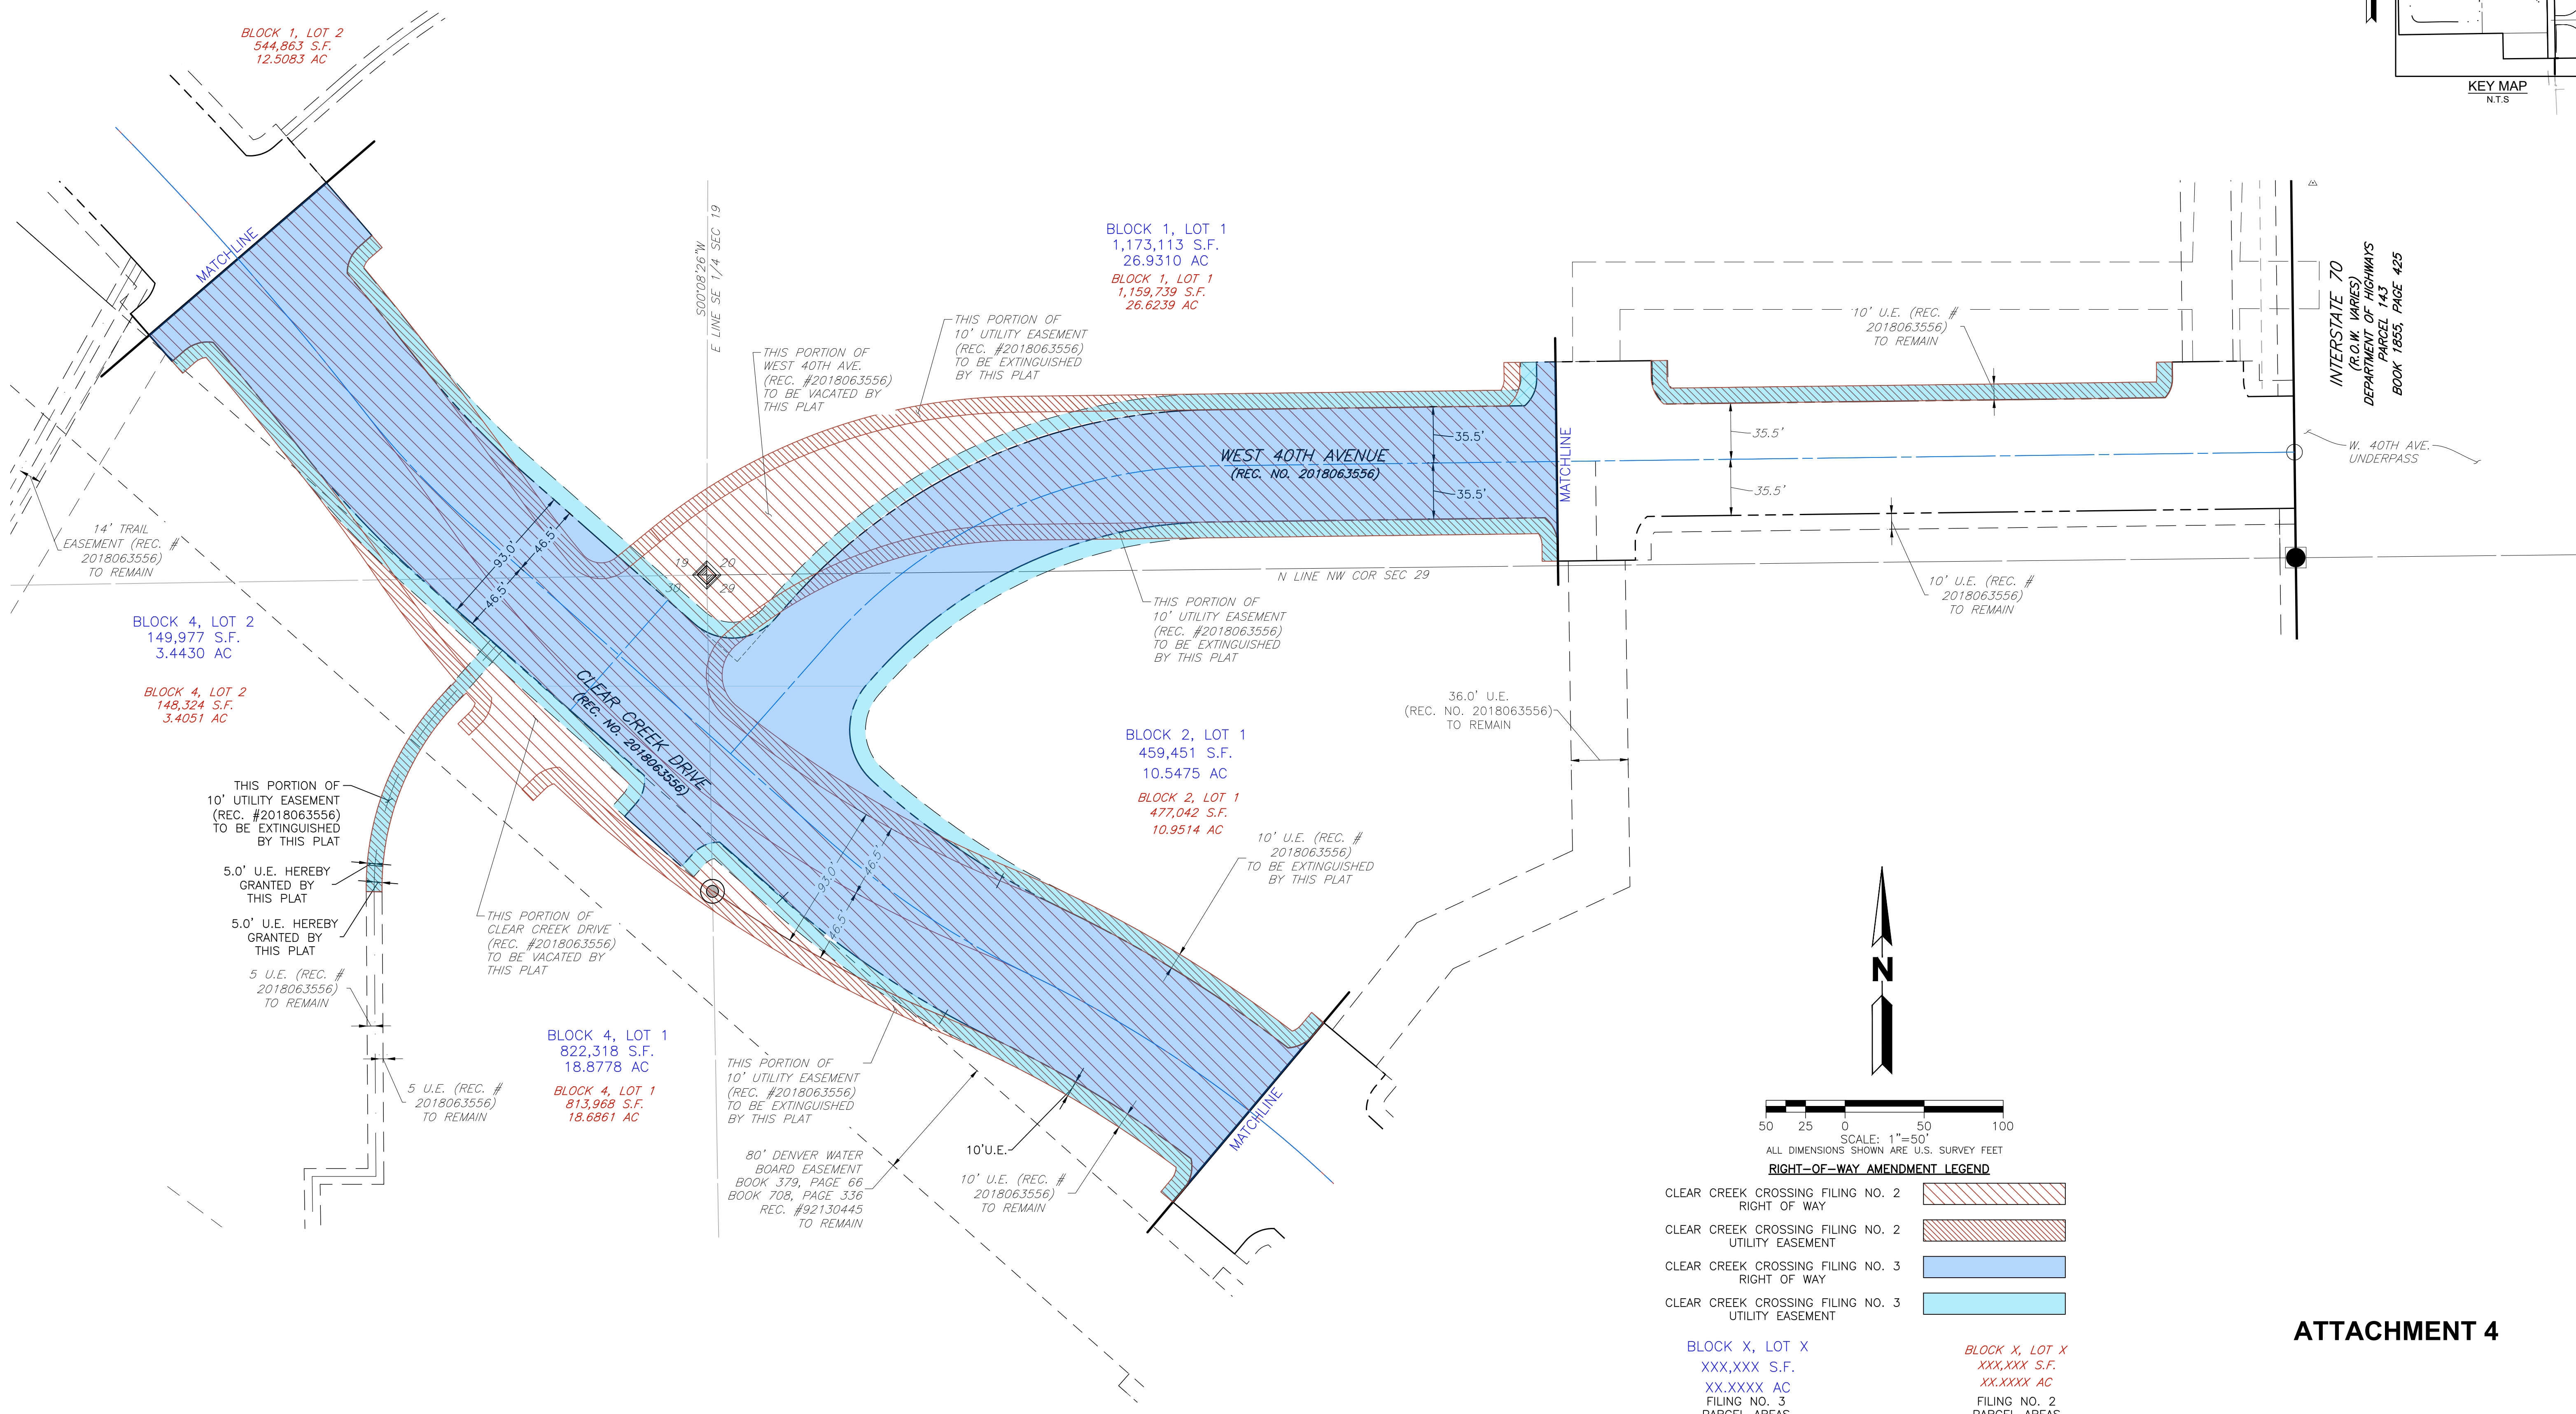 BLOCK 1, LOT 2
544,863 S.F.
12.5083 AC
KEY MAP
N.T.S
MATCHLINE
S00°08'26"W
E LINE SE 1/4 SEC 19
BLOCK 1, LOT 1
1,173,113 S.F.
26.9310 AC
BLOCK 1, LOT 1
1,159,739 S.F.
26.6239 AC
THIS PORTION OF
10' UTILITY EASEMENT
(REC. #2018063556)
TO BE EXTINGUISHED
BY THIS PLAT
THIS PORTION OF
WEST 40TH AVE.
(REC. #2018063556)
TO BE VACATED BY
THIS PLAT
10' U.E. (REC. #
2018063556)
TO REMAIN
INTERSTATE 70
(R.O.W. VARIES)
DEPARTMENT OF HIGHWAYS
PARCEL 143
BOOK 1855, PAGE 425
WEST 40TH AVENUE
(REC. NO. 2018063556)
35.5'
35.5'
MATCHLINE
35.5'
35.5'
W. 40TH AVE.
UNDERPASS
14' TRAIL
EASEMENT (REC. #
2018063556)
TO REMAIN
93.0'
46.5'
46.5'
19
20
30
29
N LINE NW COR SEC 29
10' U.E. (REC. #
2018063556)
TO REMAIN
THIS PORTION OF
10' UTILITY EASEMENT
(REC. #2018063556)
TO BE EXTINGUISHED
BY THIS PLAT
BLOCK 4, LOT 2
149,977 S.F.
3.4430 AC
BLOCK 4, LOT 2
148,324 S.F.
3.4051 AC
CLEAR CREEK DRIVE
(REC. NO. 2018063556)
36.0' U.E.
(REC. NO. 2018063556)
TO REMAIN
BLOCK 2, LOT 1
459,451 S.F.
10.5475 AC
BLOCK 2, LOT 1
477,042 S.F.
10.9514 AC
THIS PORTION OF
10' UTILITY EASEMENT
(REC. #2018063556)
TO BE EXTINGUISHED
BY THIS PLAT
5.0' U.E. HEREBY
GRANTED BY
THIS PLAT
5.0' U.E. HEREBY
GRANTED BY
THIS PLAT
5 U.E. (REC. #
2018063556)
TO REMAIN
10' U.E. (REC. #
2018063556)
TO BE EXTINGUISHED
BY THIS PLAT
93.0'
46.5'
46.5'
THIS PORTION OF
CLEAR CREEK DRIVE
(REC. #2018063556)
TO BE VACATED BY
THIS PLAT
N
BLOCK 4, LOT 1
822,318 S.F.
18.8778 AC
BLOCK 4, LOT 1
813,968 S.F.
18.6861 AC
5 U.E. (REC. #
2018063556)
TO REMAIN
THIS PORTION OF
10' UTILITY EASEMENT
(REC. #2018063556)
TO BE EXTINGUISHED
BY THIS PLAT
80' DENVER WATER
BOARD EASEMENT
BOOK 379, PAGE 66
BOOK 708, PAGE 336
REC. #92130445
TO REMAIN
10'U.E.
10' U.E. (REC. #
2018063556)
TO REMAIN
MATCHLINE
50 25 0 50 100
SCALE: 1"=50'
ALL DIMENSIONS SHOWN ARE U.S. SURVEY FEET
RIGHT-OF-WAY AMENDMENT LEGEND
CLEAR CREEK CROSSING FILING NO. 2
RIGHT OF WAY
CLEAR CREEK CROSSING FILING NO. 2
UTILITY EASEMENT
CLEAR CREEK CROSSING FILING NO. 3
RIGHT OF WAY
CLEAR CREEK CROSSING FILING NO. 3
UTILITY EASEMENT
BLOCK X, LOT X
XXX,XXX S.F.
XX.XXXX AC
FILING NO. 3
PARCEL AREAS
BLOCK X, LOT X
XXX,XXX S.F.
XX.XXXX AC
FILING NO. 2
PARCEL AREAS
ATTACHMENT 4